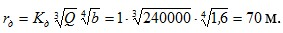 r_д = K_д ∛Q ∜b = 1·∛240000·∜1,6 = 70 м.